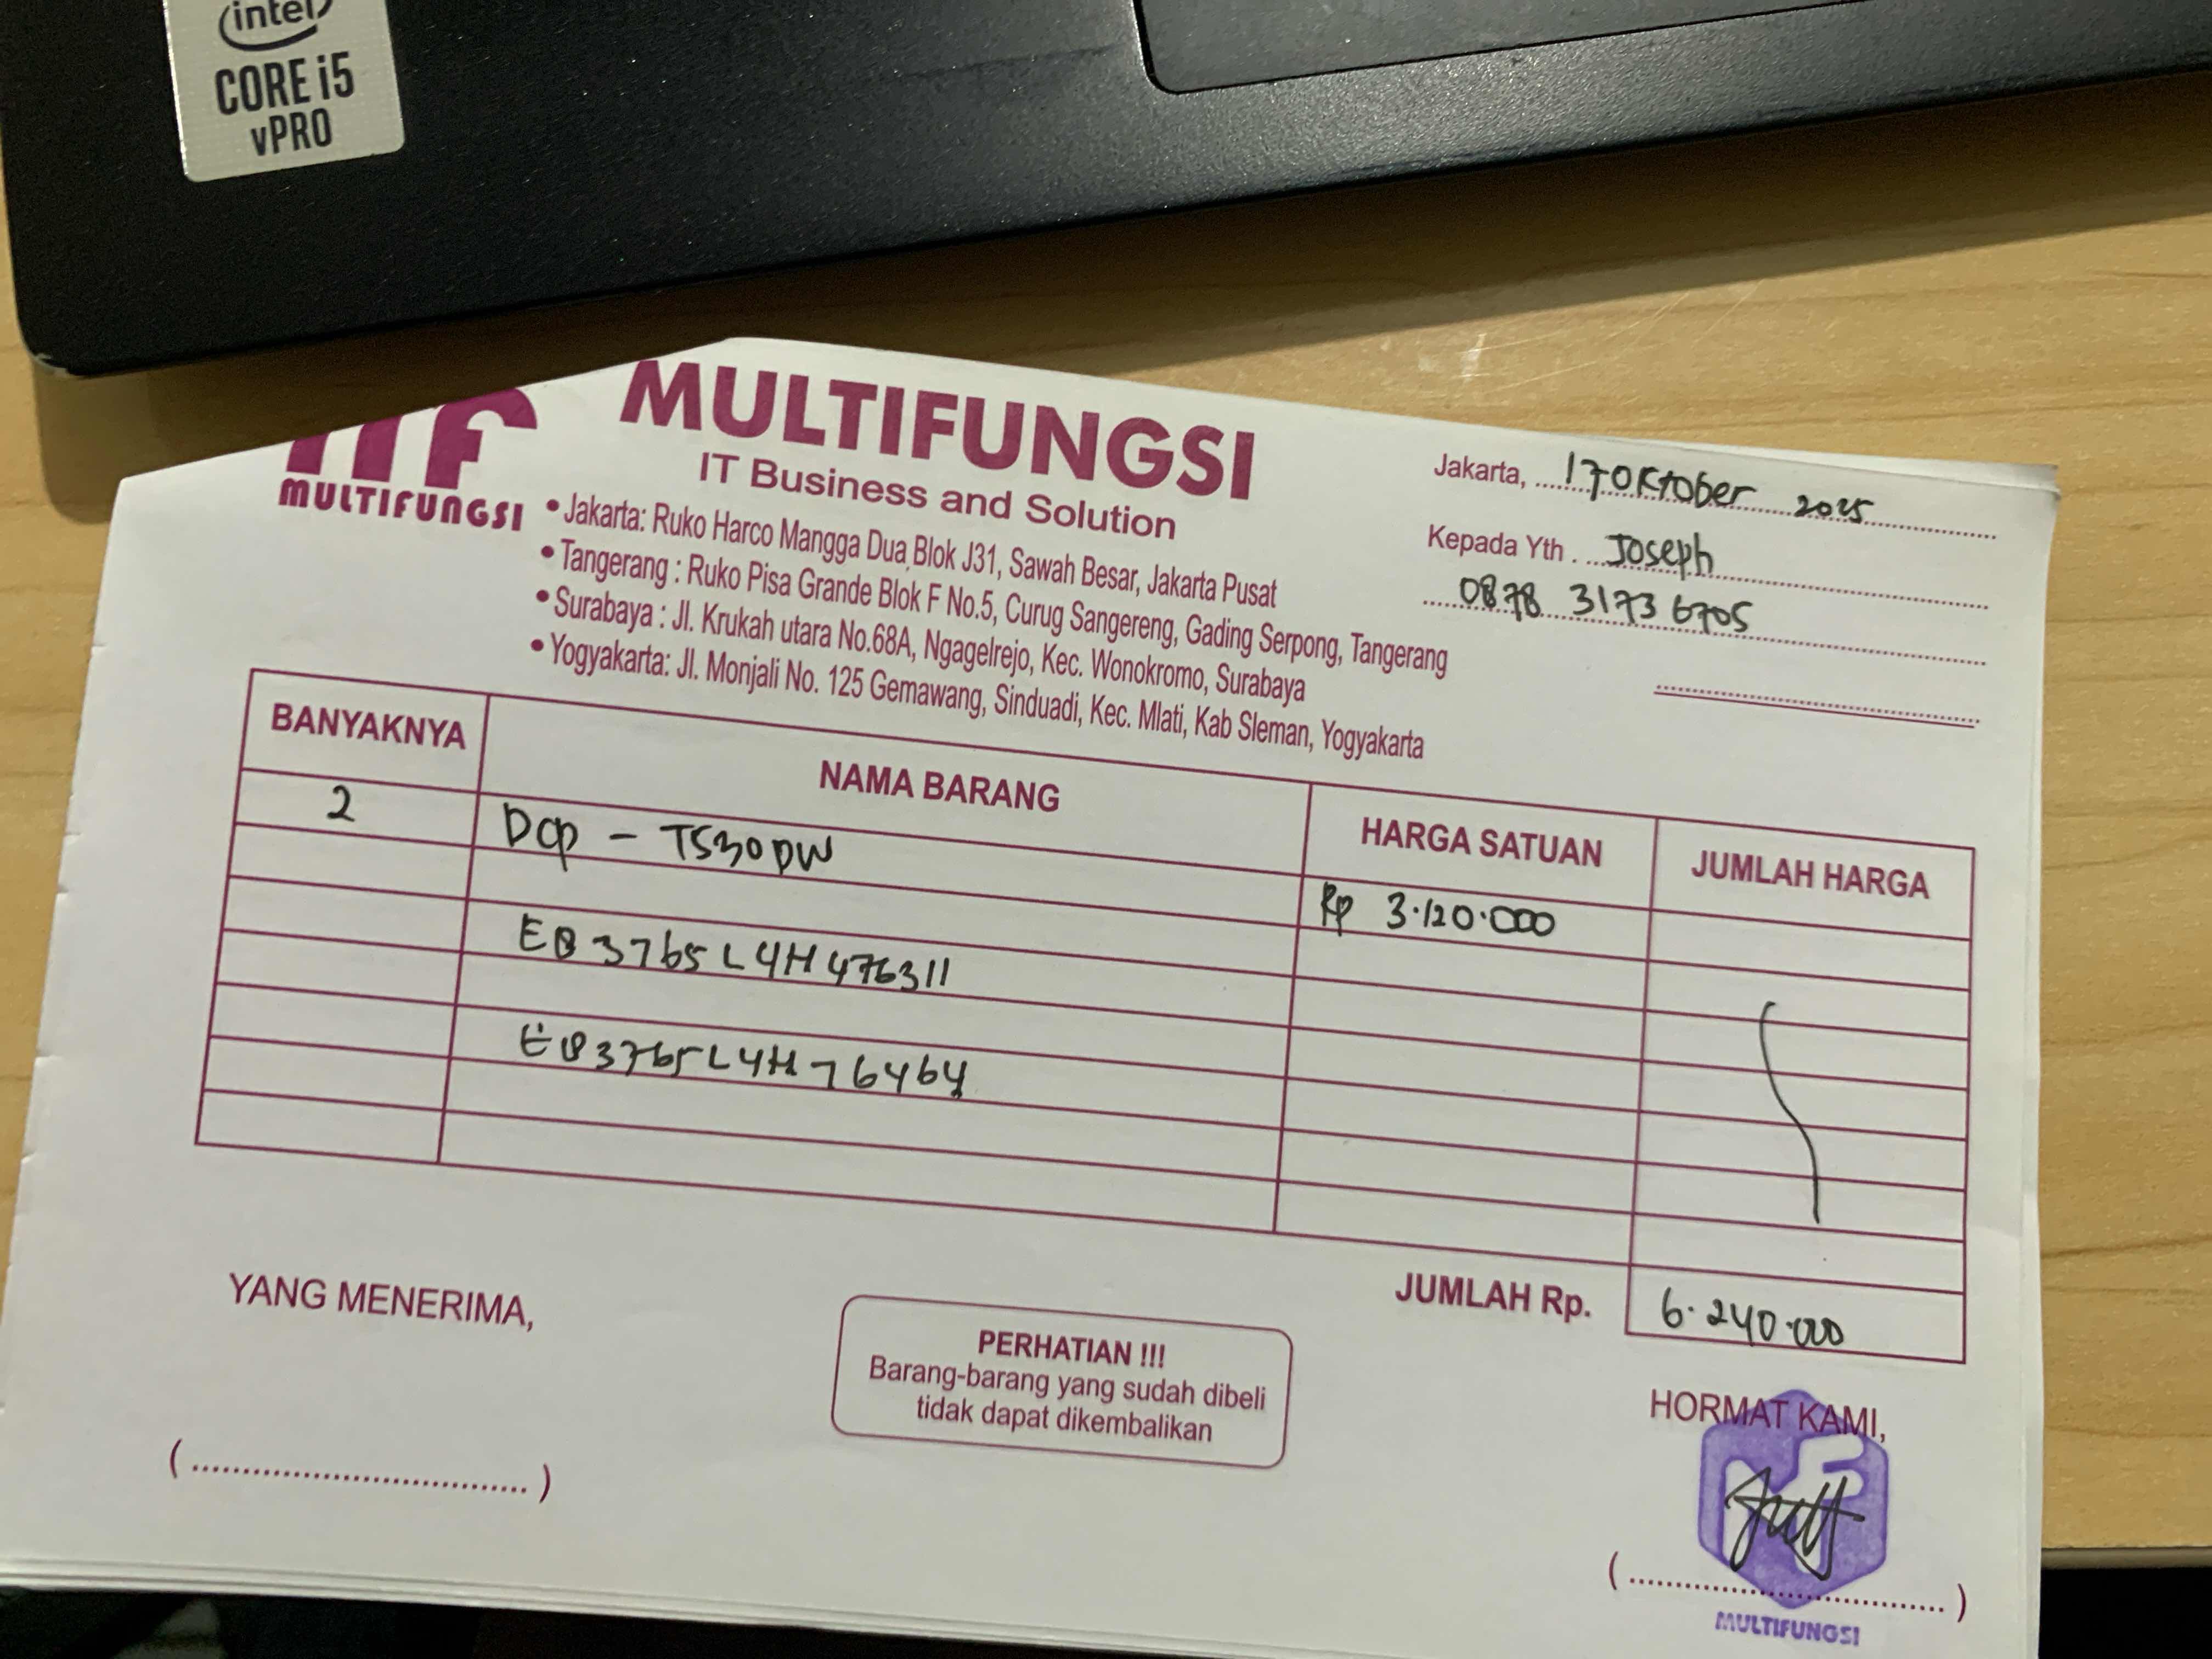 intel
CORE i5
vPRO
MULTIFUNGSI
IT Business and Solution
MULTIFUNGSI
• Jakarta: Ruko Harco Mangga Dua Blok J31, Sawah Besar, Jakarta Pusat
• Tangerang : Ruko Pisa Grande Blok F No.5, Curug Sangereng, Gading Serpong, Tangerang
• Surabaya : Jl. Krukah utara No.68A, Ngagelrejo, Kec. Wonokromo, Surabaya
• Yogyakarta: Jl. Monjali No. 125 Gemawang, Sinduadi, Kec. Mlati, Kab Sleman, Yogyakarta
Jakarta, 17 Oktober 2025
Kepada Yth . Joseph
0878 3173 6705
BANYAKNYA NAMA BARANG HARGA SATUAN JUMLAH HARGA
2 DCP - T530DW Rp 3.120.000
3765L4H476311
3765L4H76464
JUMLAH Rp. 6.240.000
YANG MENERIMA,
PERHATIAN !!!
Barang-barang yang sudah dibeli
tidak dapat dikembalikan
HORMAT KAMI,
(..............................)
(..............................)
MULTIFUNGSI